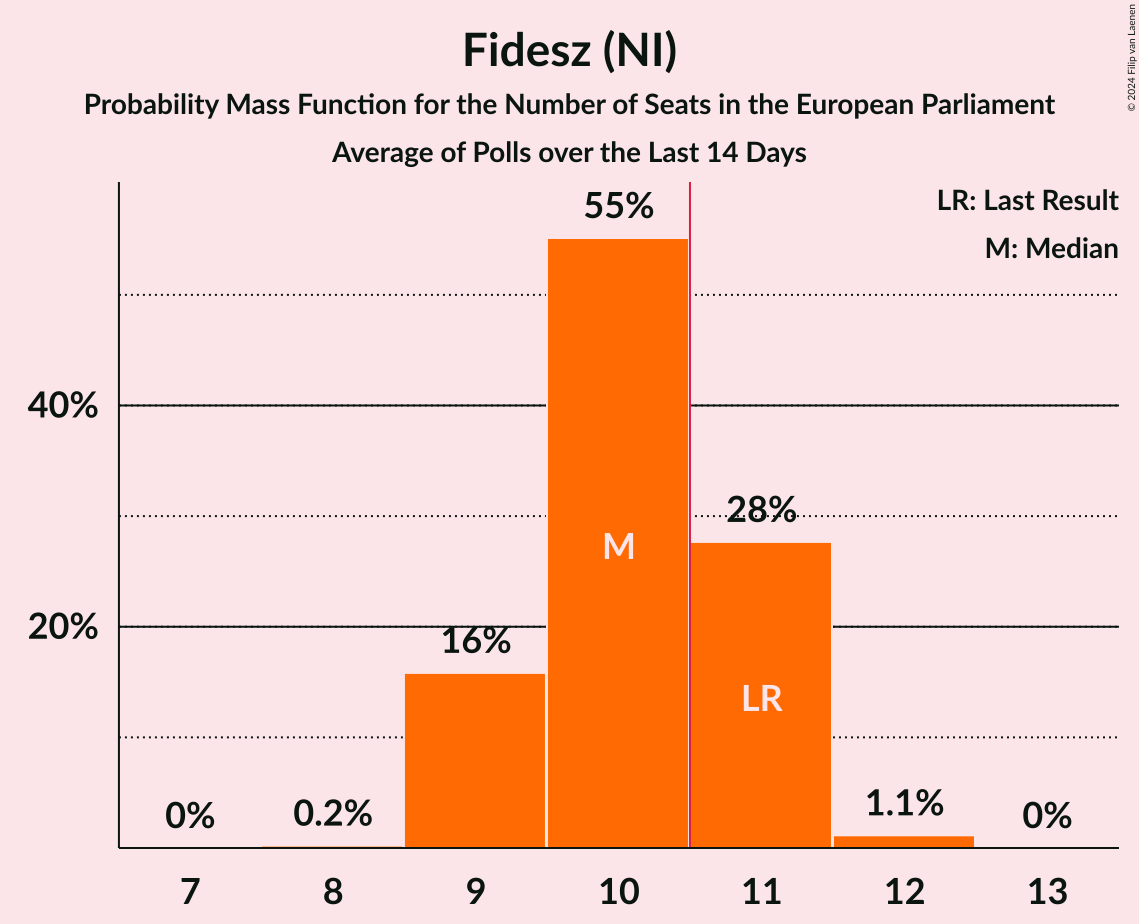 Fidesz (NI)
Probability Mass Function for the Number of Seats in the European Parliament
Average of Polls over the Last 14 Days
© 2024 Filip van Laenen
LR: Last Result
M: Median
55%
40%
28%
M
20%
16%
LR
0%
0.2%
1.1%
0%
7 8 9 10 11 12 13